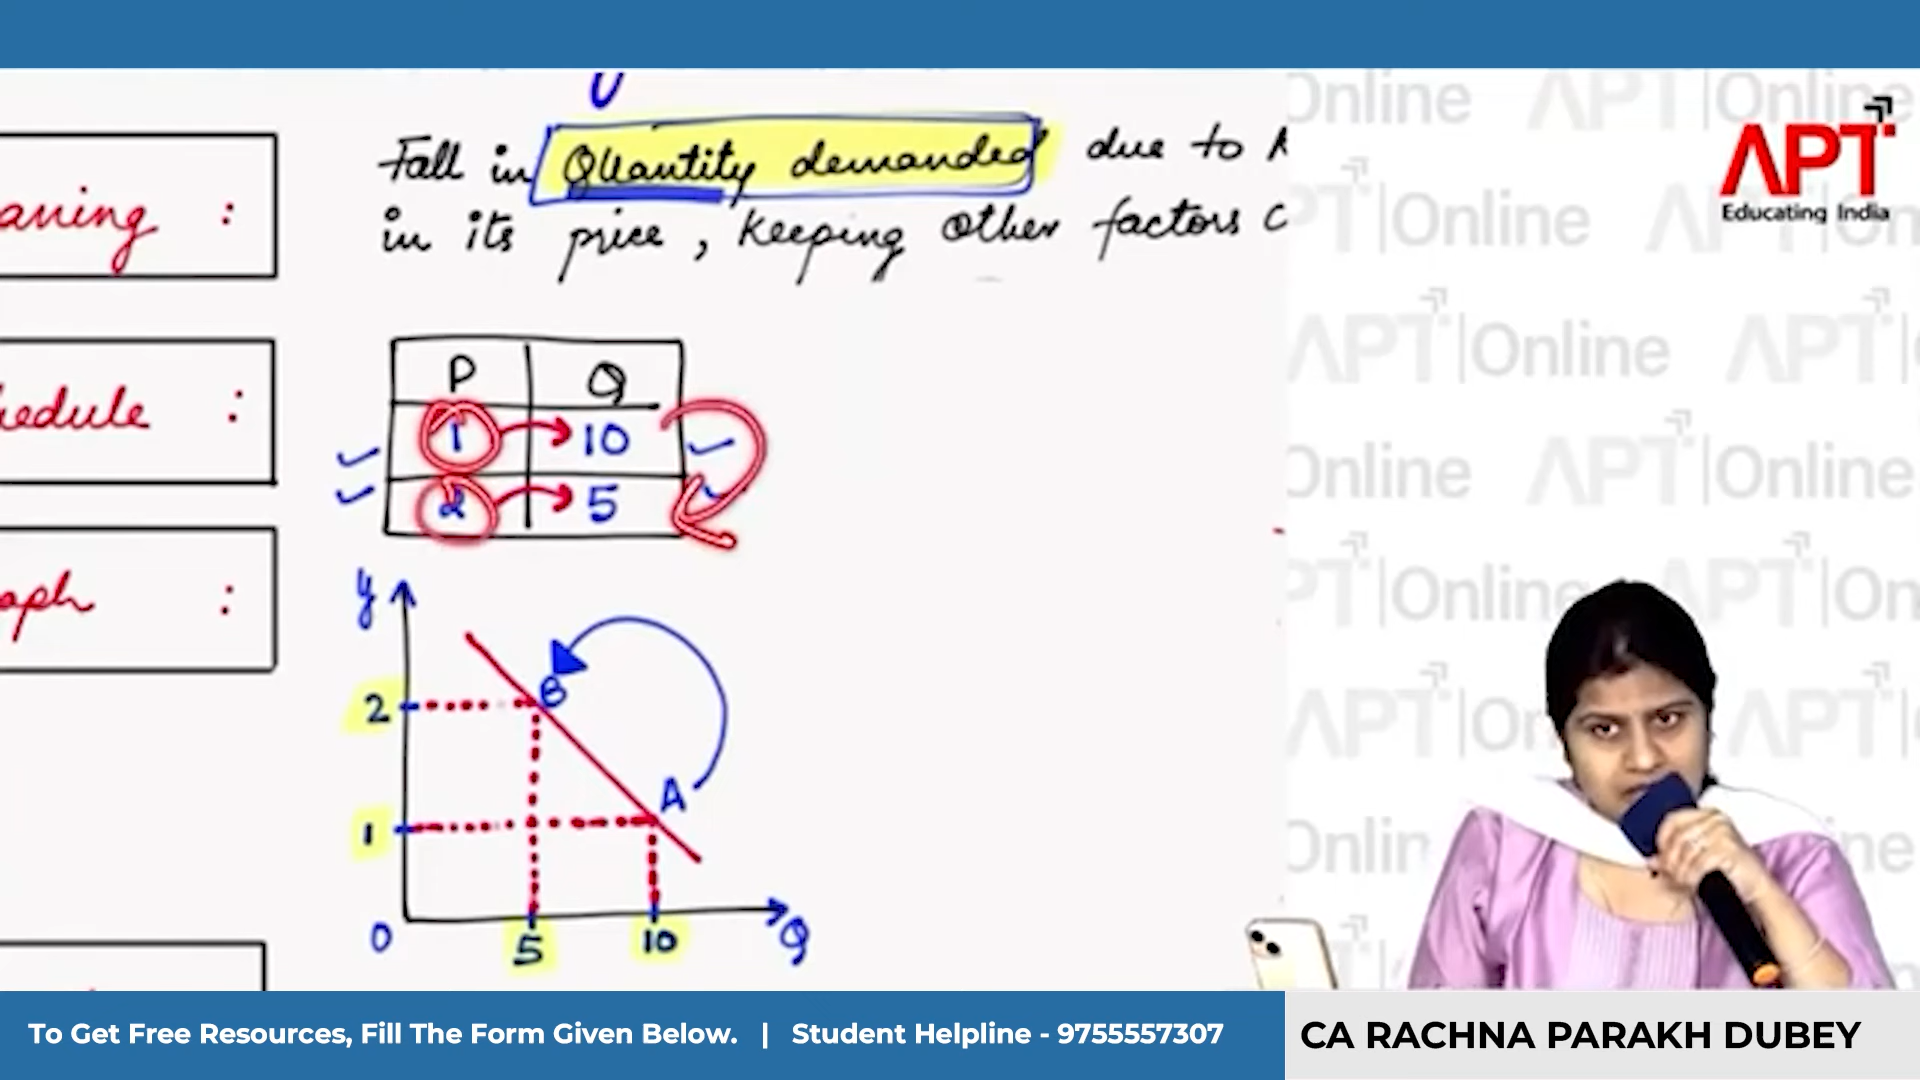 Fall in Quantity demanded due to
in its price, keeping other factors
aning :
P Q
1 → 10
hedule :
2 → 5
aph :
y
2
B
A
1
0
5
10
Q
APT
Educating India
APT|Online
To Get Free Resources, Fill The Form Given Below. | Student Helpline - 9755557307
CA RACHNA PARAKH DUBEY